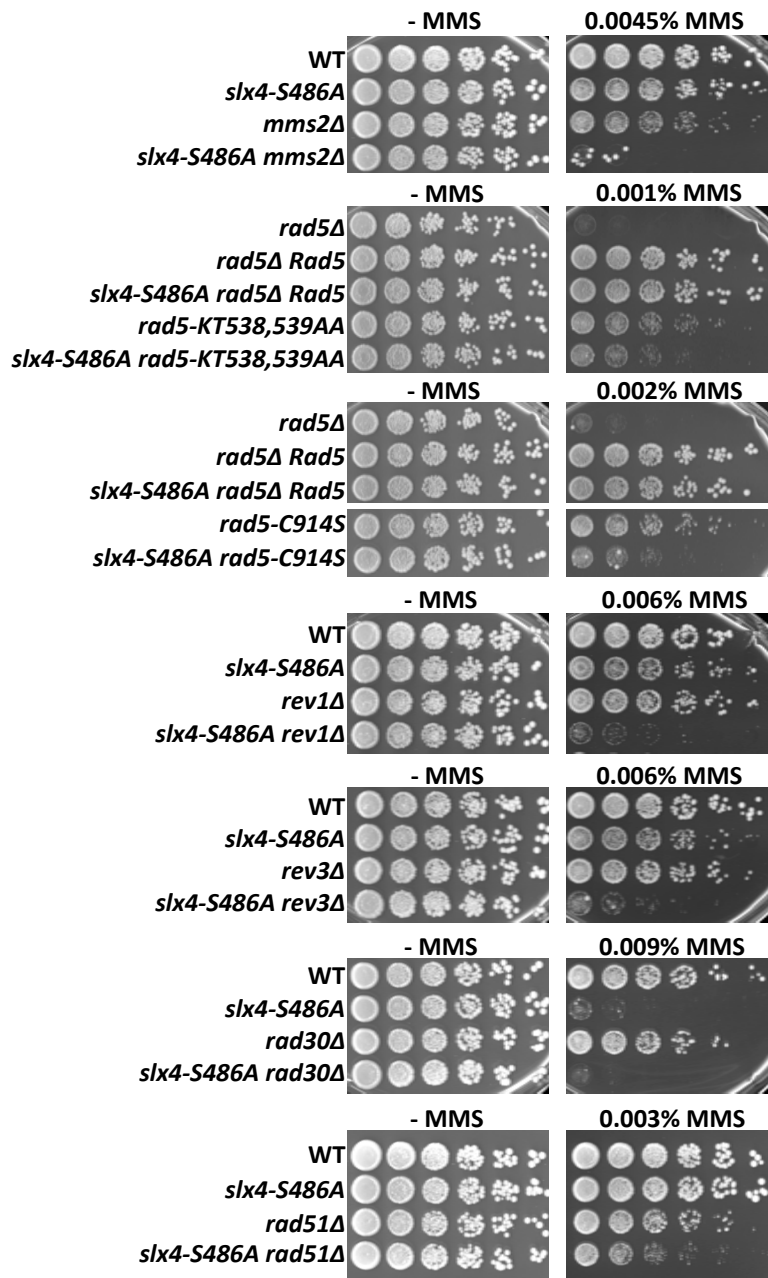 - MMS 0.0045% MMS
WT
slx4-S486A
mms2Δ
slx4-S486A mms2Δ
- MMS 0.001% MMS
rad5Δ
rad5Δ Rad5
slx4-S486A rad5Δ Rad5
rad5-KT538,539AA
slx4-S486A rad5-KT538,539AA
- MMS 0.002% MMS
rad5Δ
rad5Δ Rad5
slx4-S486A rad5Δ Rad5
rad5-C914S
slx4-S486A rad5-C914S
- MMS 0.006% MMS
WT
slx4-S486A
rev1Δ
slx4-S486A rev1Δ
- MMS 0.006% MMS
WT
slx4-S486A
rev3Δ
slx4-S486A rev3Δ
- MMS 0.009% MMS
WT
slx4-S486A
rad30Δ
slx4-S486A rad30Δ
- MMS 0.003% MMS
WT
slx4-S486A
rad51Δ
slx4-S486A rad51Δ